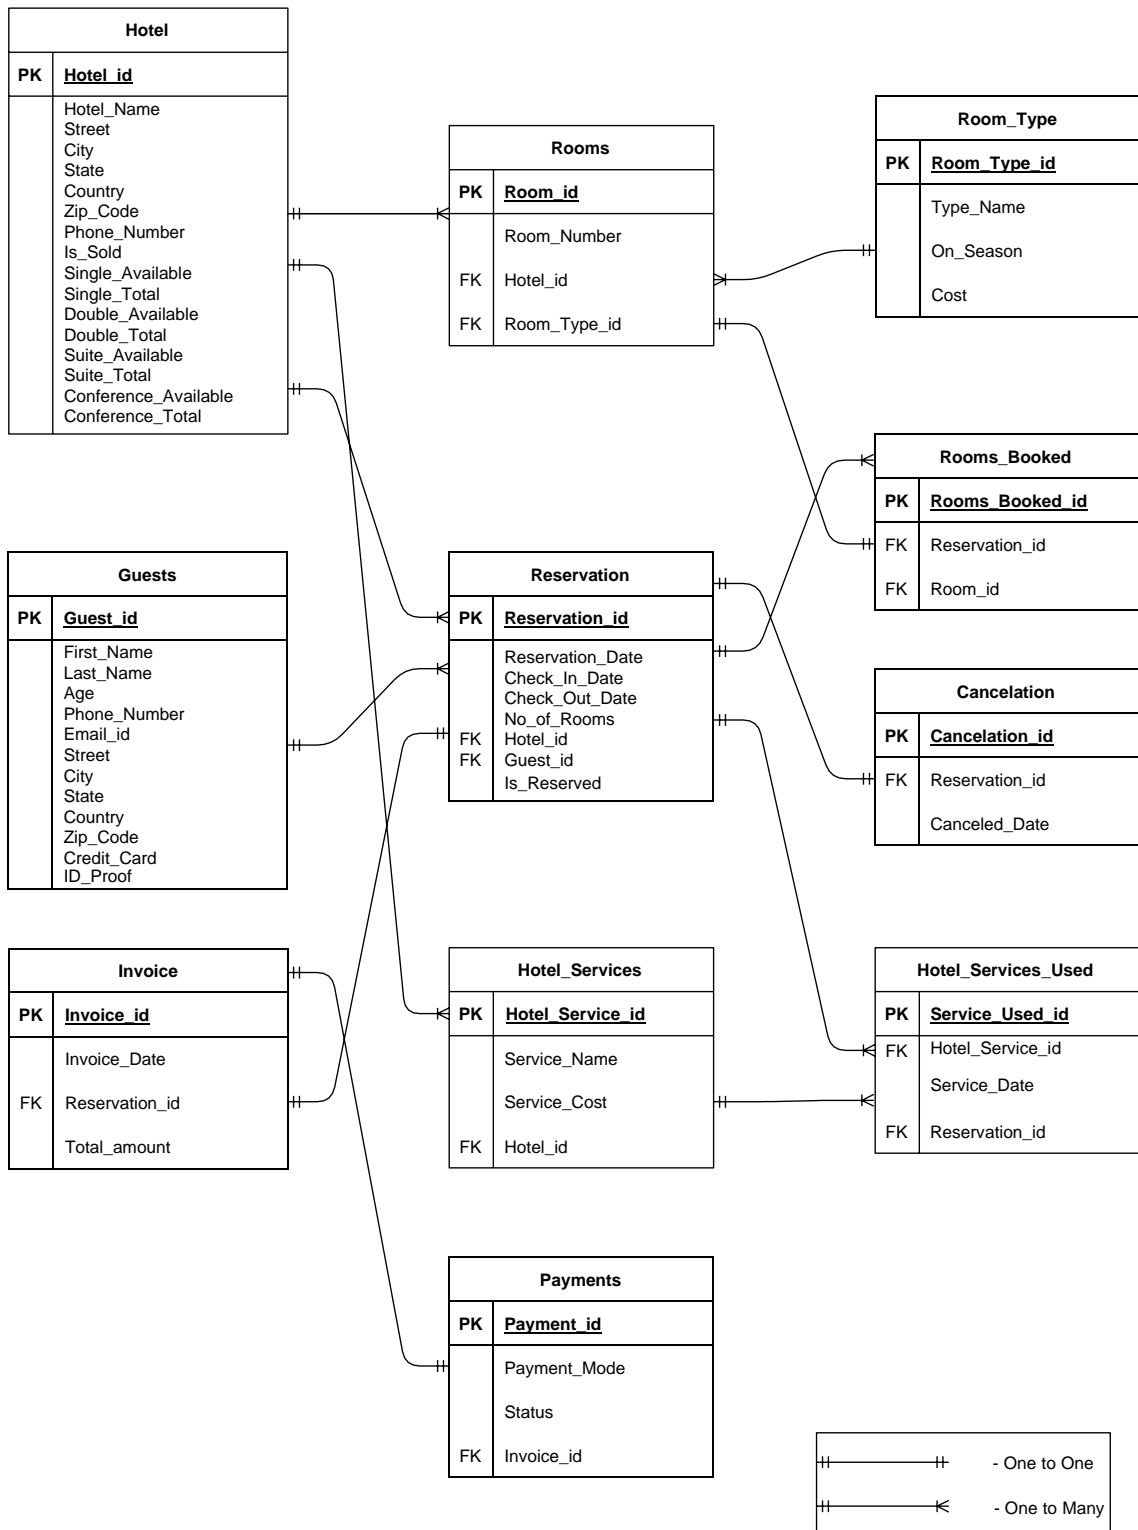 Hotel
PK Hotel_id
Hotel_Name
Street
City
State
Country
Zip_Code
Phone_Number
Is_Sold
Single_Available
Single_Total
Double_Available
Double_Total
Suite_Available
Suite_Total
Conference_Available
Conference_Total
Rooms
PK Room_id
Room_Number
FK Hotel_id
FK Room_Type_id
Room_Type
PK Room_Type_id
Type_Name
On_Season
Cost
Rooms_Booked
PK Rooms_Booked_id
FK Reservation_id
FK Room_id
Guests
PK Guest_id
First_Name
Last_Name
Age
Phone_Number
Email_id
Street
City
State
Country
Zip_Code
Credit_Card
ID_Proof
Reservation
PK Reservation_id
Reservation_Date
Check_In_Date
Check_Out_Date
No_of_Rooms
FK Hotel_id
FK Guest_id
Is_Reserved
Cancelation
PK Cancelation_id
FK Reservation_id
Canceled_Date
Invoice
PK Invoice_id
Invoice_Date
FK Reservation_id
Total_amount
Hotel_Services
PK Hotel_Service_id
Service_Name
Service_Cost
FK Hotel_id
Hotel_Services_Used
PK Service_Used_id
FK Hotel_Service_id
Service_Date
FK Reservation_id
Payments
PK Payment_id
Payment_Mode
Status
FK Invoice_id
- One to One
- One to Many